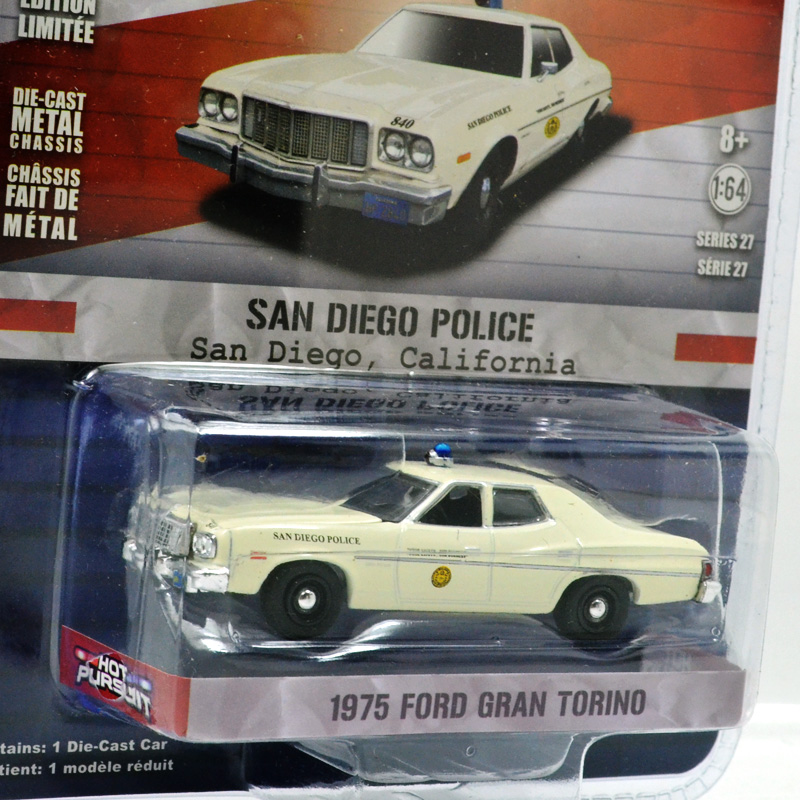 ÉDITION
LIMITÉE
DIE-CAST
METAL
CHASSIS
CHÂSSIS
FAIT DE
MÉTAL
840
SAN DIEGO POLICE
8+
1:64
SERIES 27
SÉRIE 27
SAN DIEGO POLICE
San Diego, California
SAN DIEGO POLICE
HOT
PURSUIT
1975 FORD GRAN TORINO
tains: 1 Die-Cast Car
tient: 1 modèle réduit